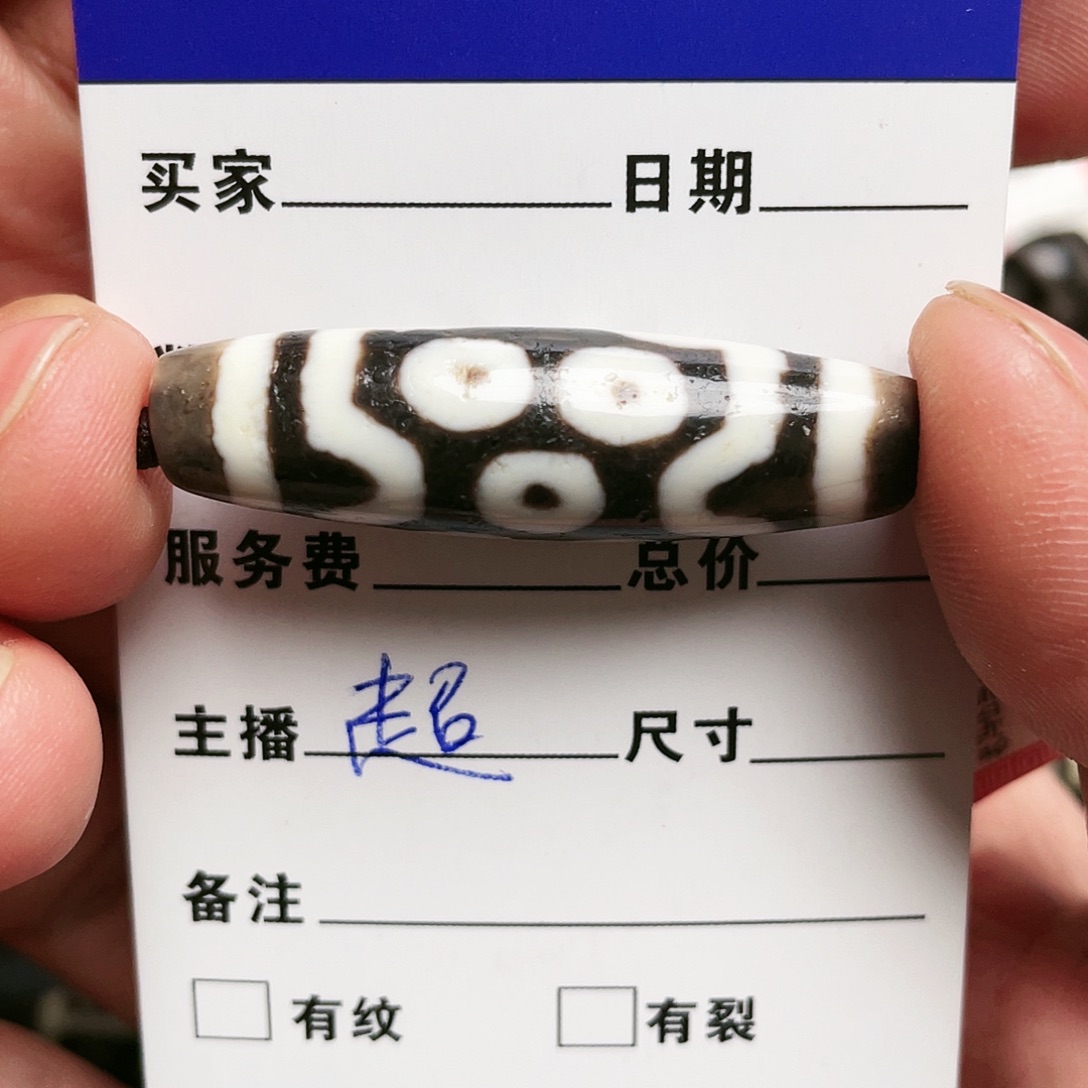 买家 日期
服务费 总价
主播 超 尺寸
备注
有纹 有裂